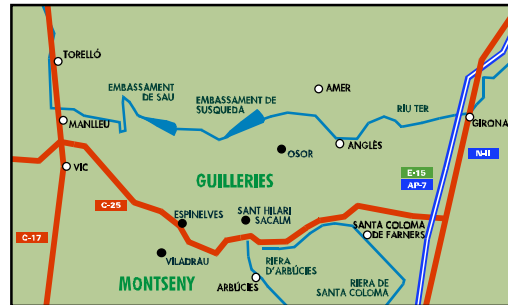 TORELLÓ
EMBASSAMENT
DE SAU
EMBASSAMENT DE
SUSQUEDA
AMER
RÍU TER
MANLLEU
GIRONA
ANGLÈS
OSOR
N-II
VIC
E-15
AP-7
GUILLERIES
C-25
ESPINELVES
SANT HILARI
SACALM
SANTA COLOMA
DE FARNERS
C-17
VILADRAU
RIERA
D'ARBÚCIES
MONTSENY
ARBÚCIES
RIERA DE
SANTA COLOMA